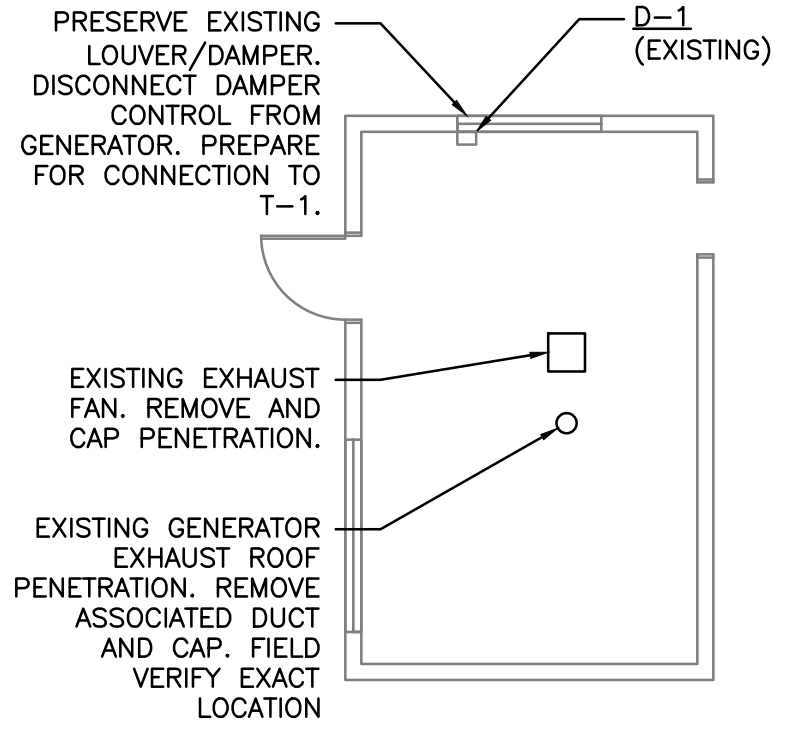 PRESERVE EXISTING
LOUVER/DAMPER.
DISCONNECT DAMPER
CONTROL FROM
GENERATOR. PREPARE
FOR CONNECTION TO
T-1.
D-1
(EXISTING)
EXISTING EXHAUST
FAN. REMOVE AND
CAP PENETRATION.
EXISTING GENERATOR
EXHAUST ROOF
PENETRATION. REMOVE
ASSOCIATED DUCT
AND CAP. FIELD
VERIFY EXACT
LOCATION